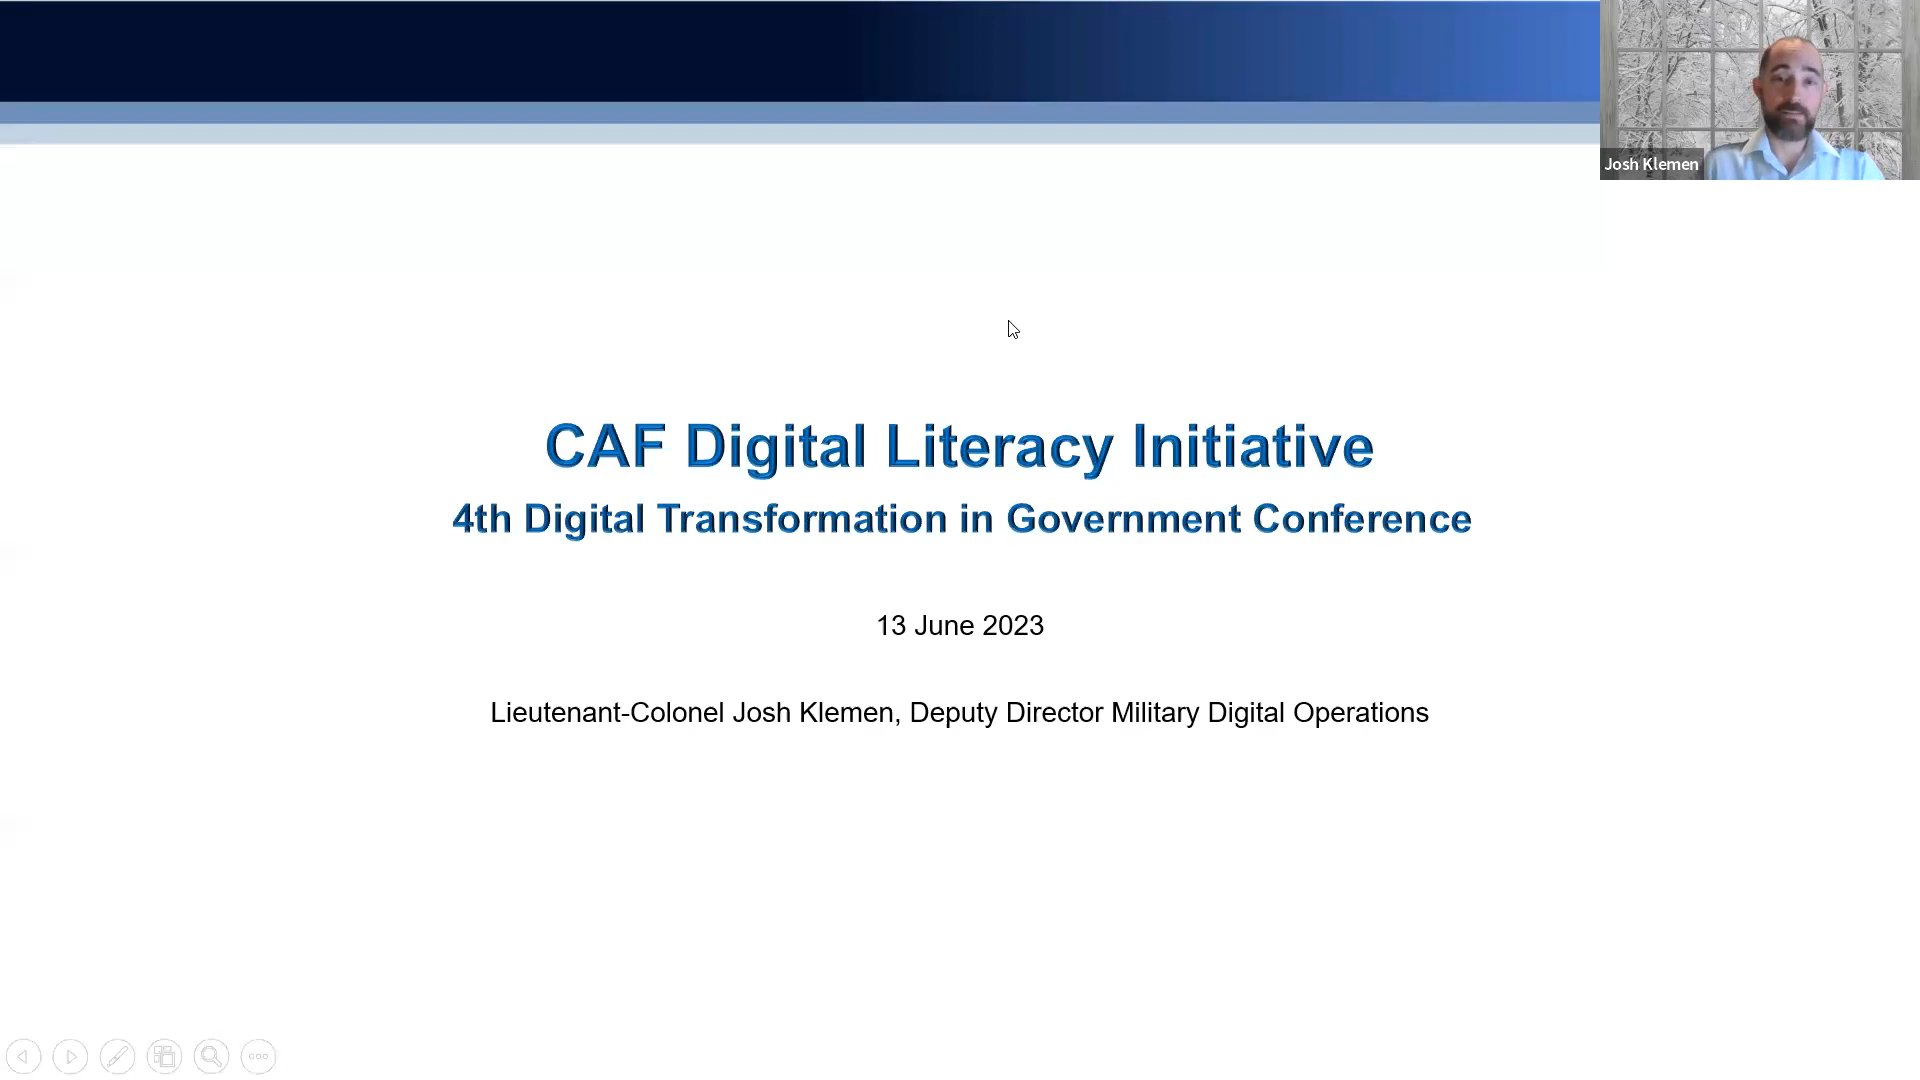 Josh Klemen
CAF Digital Literacy Initiative
4th Digital Transformation in Government Conference
13 June 2023
Lieutenant-Colonel Josh Klemen, Deputy Director Military Digital Operations